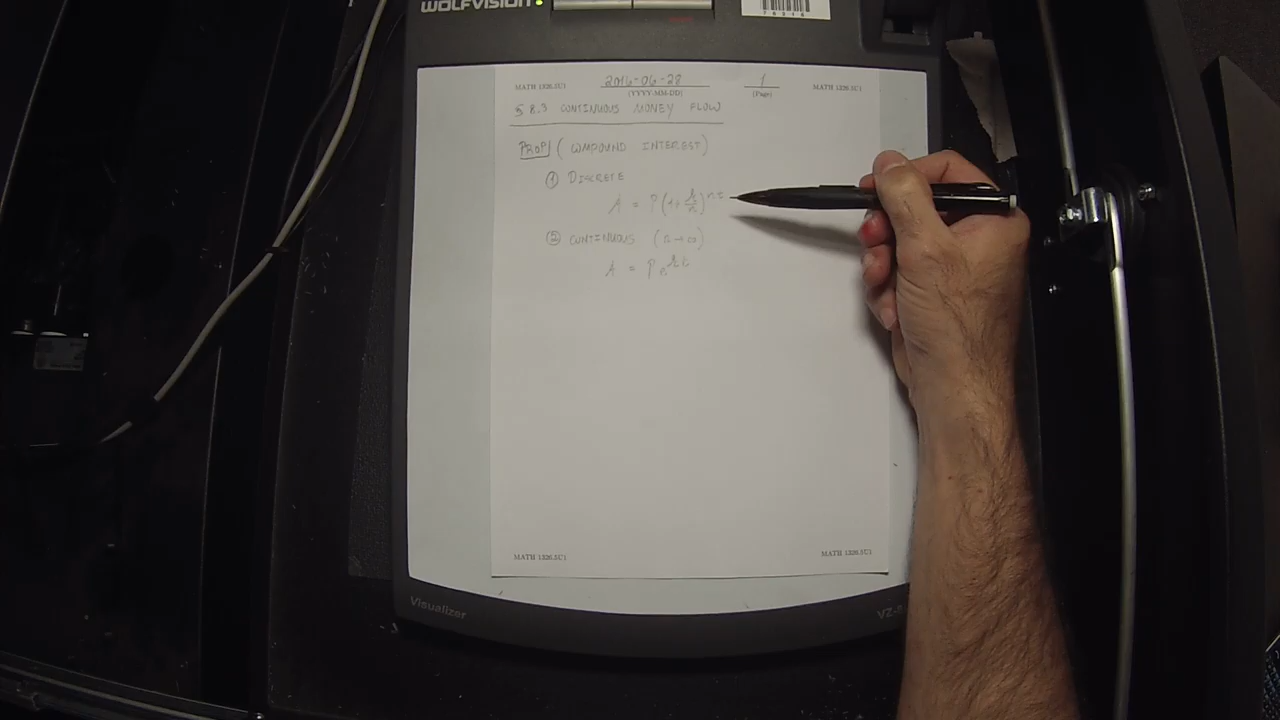 WOLFVISION
MATH 1326.5U1 2016-06-28 1 MATH 1326.5U1
(YYYY-MM-DD) (Page)
§ 8.3 CONTINUOUS MONEY FLOW
PROP (COMPOUND INTEREST)
① DISCRETE
A = P(1+r/n)^nt
② CONTINUOUS (n→∞)
A = Pe^rt
MATH 1326.5U1 MATH 1326.5U1
Visualizer